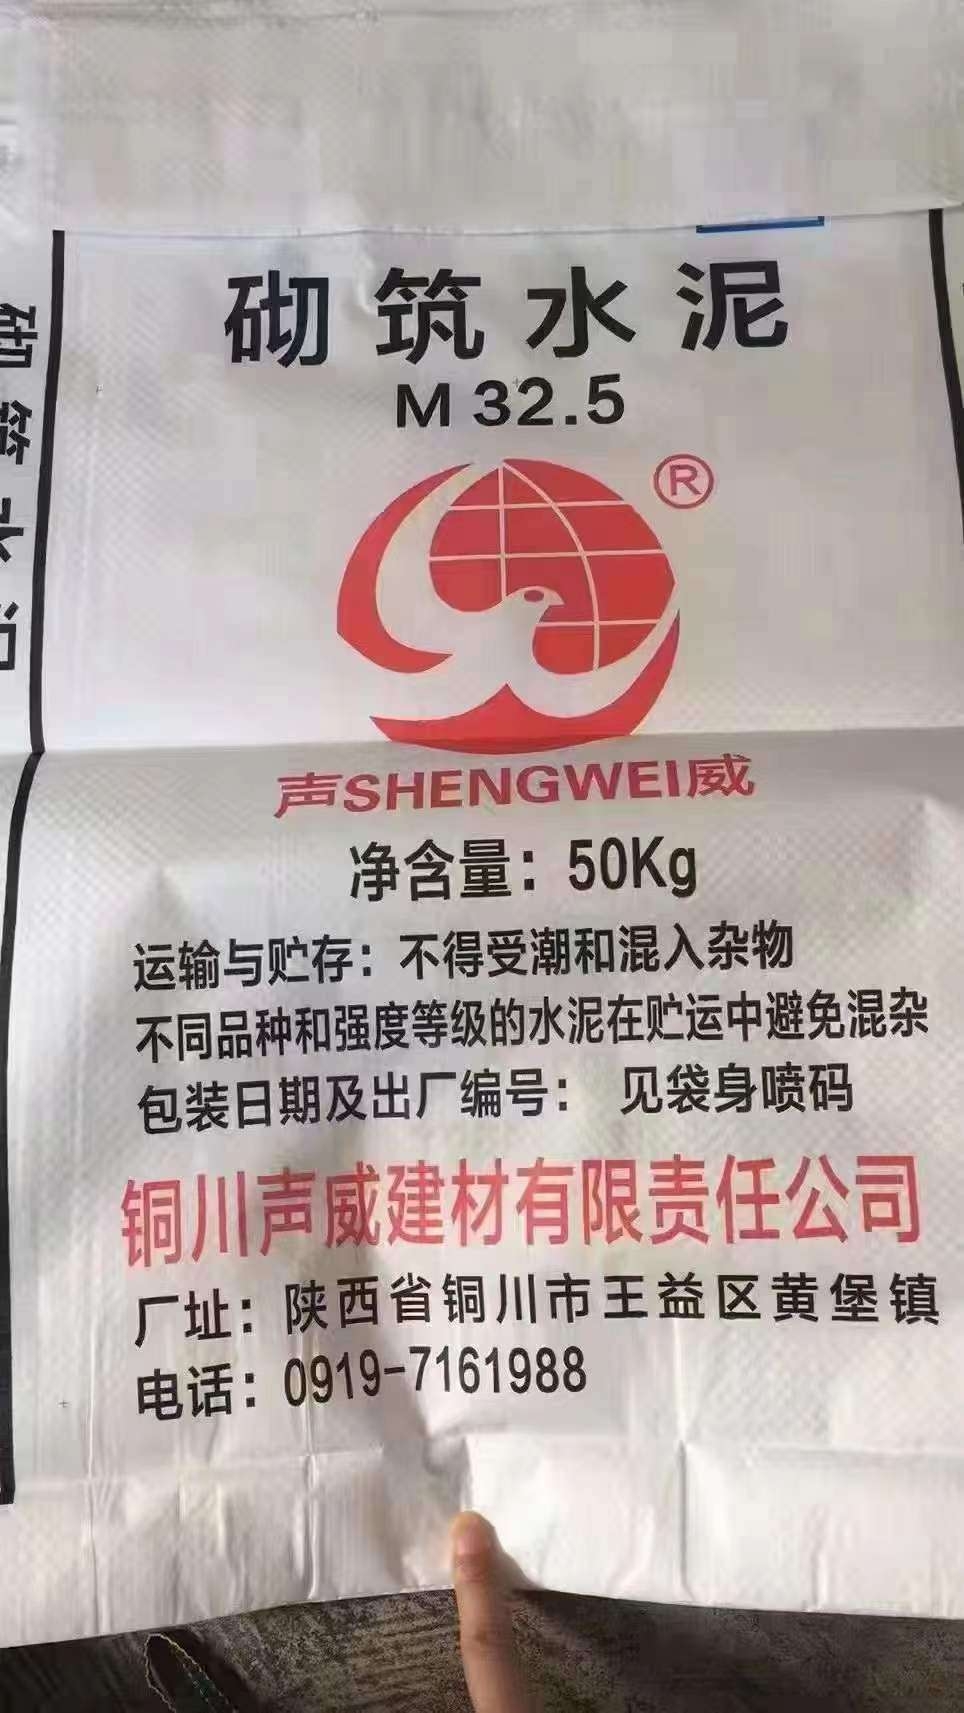 砌筑水泥
M 32.5
®
声SHENGWEI威
净含量：50Kg
运输与贮存：不得受潮和混入杂物
不同品种和强度等级的水泥在贮运中避免混杂
包装日期及出厂编号： 见袋身喷码
铜川声威建材有限责任公司
厂址：陕西省铜川市王益区黄堡镇
电话：0919-7161988
砌筑水泥